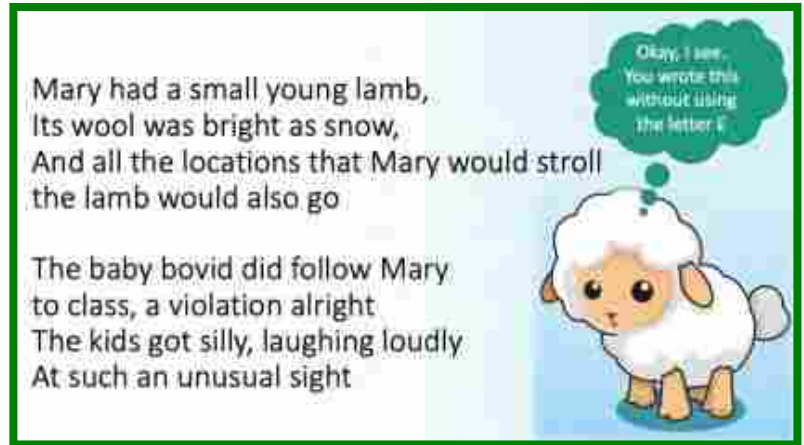 Mary had a small young lamb,
Its wool was bright as snow,
And all the locations that Mary would stroll
the lamb would also go
The baby bovid did follow Mary
to class, a violation alright
The kids got silly, laughing loudly
At such an unusual sight
Okay, I see.
You wrote this
without using
the letter E